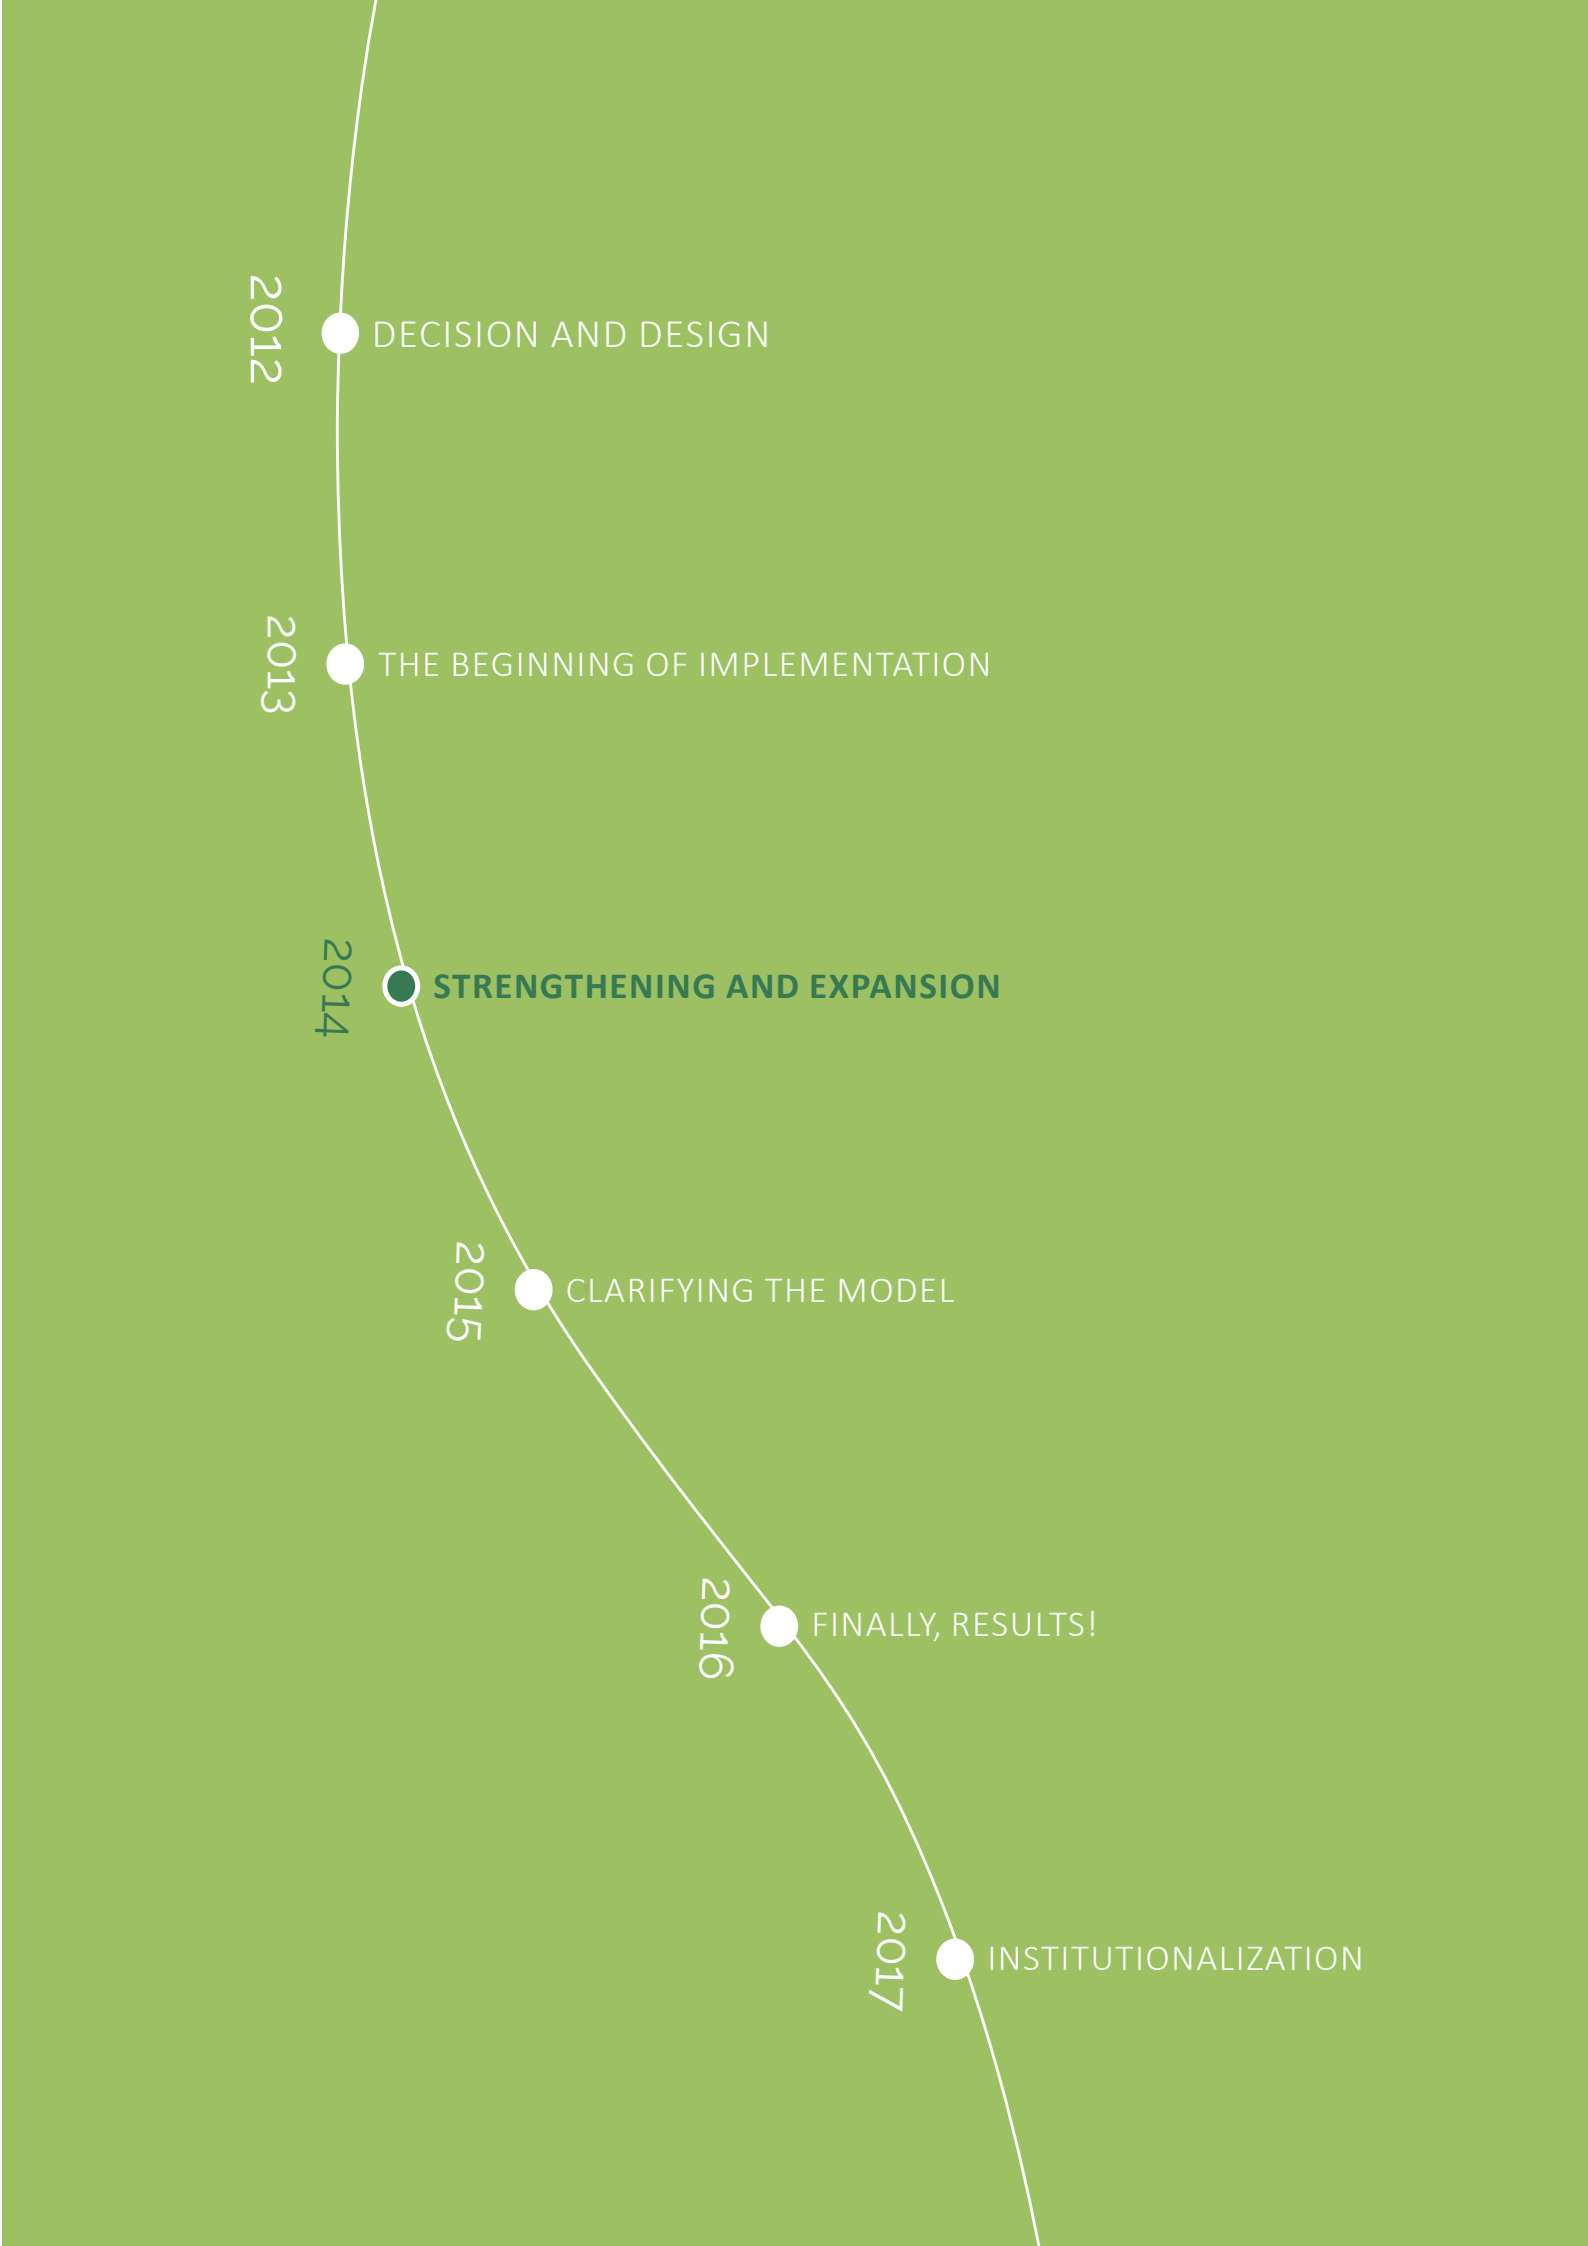 2012
DECISION AND DESIGN
2013
THE BEGINNING OF IMPLEMENTATION
2014
STRENGTHENING AND EXPANSION
2015
CLARIFYING THE MODEL
2016
FINALLY, RESULTS!
2017
INSTITUTIONALIZATION